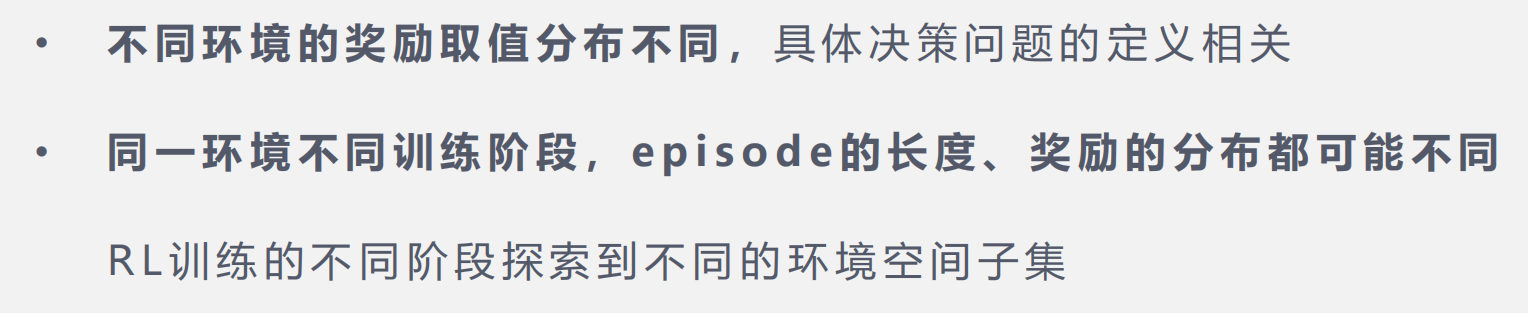 • 不同环境的奖励取值分布不同，具体决策问题的定义相关
• 同一环境不同训练阶段，episode的长度、奖励的分布都可能不同
RL训练的不同阶段探索到不同的环境空间子集